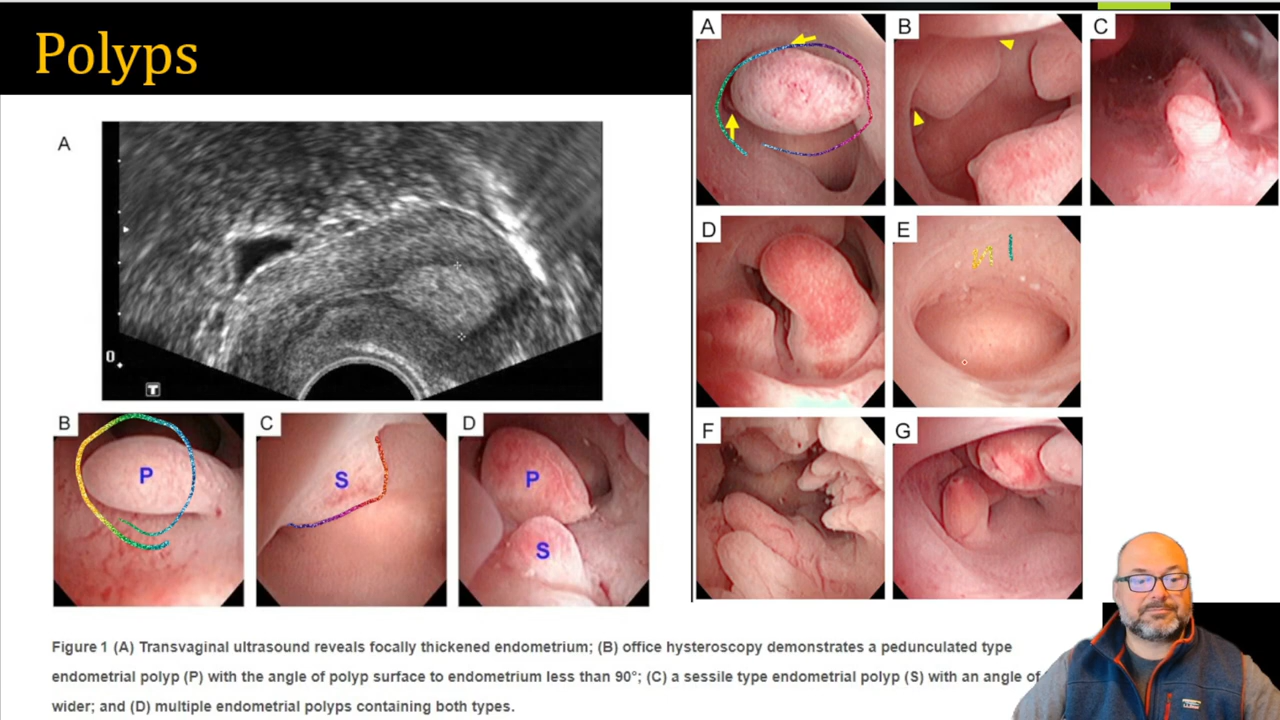 Polyps
A
0
T
B
P
C
S
D
P
S
A
B
C
D
E
F
G
Figure 1 (A) Transvaginal ultrasound reveals focally thickened endometrium; (B) office hysteroscopy demonstrates a pedunculated type
endometrial polyp (P) with the angle of polyp surface to endometrium less than 90°; (C) a sessile type endometrial polyp (S) with an angle of
wider; and (D) multiple endometrial polyps containing both types.